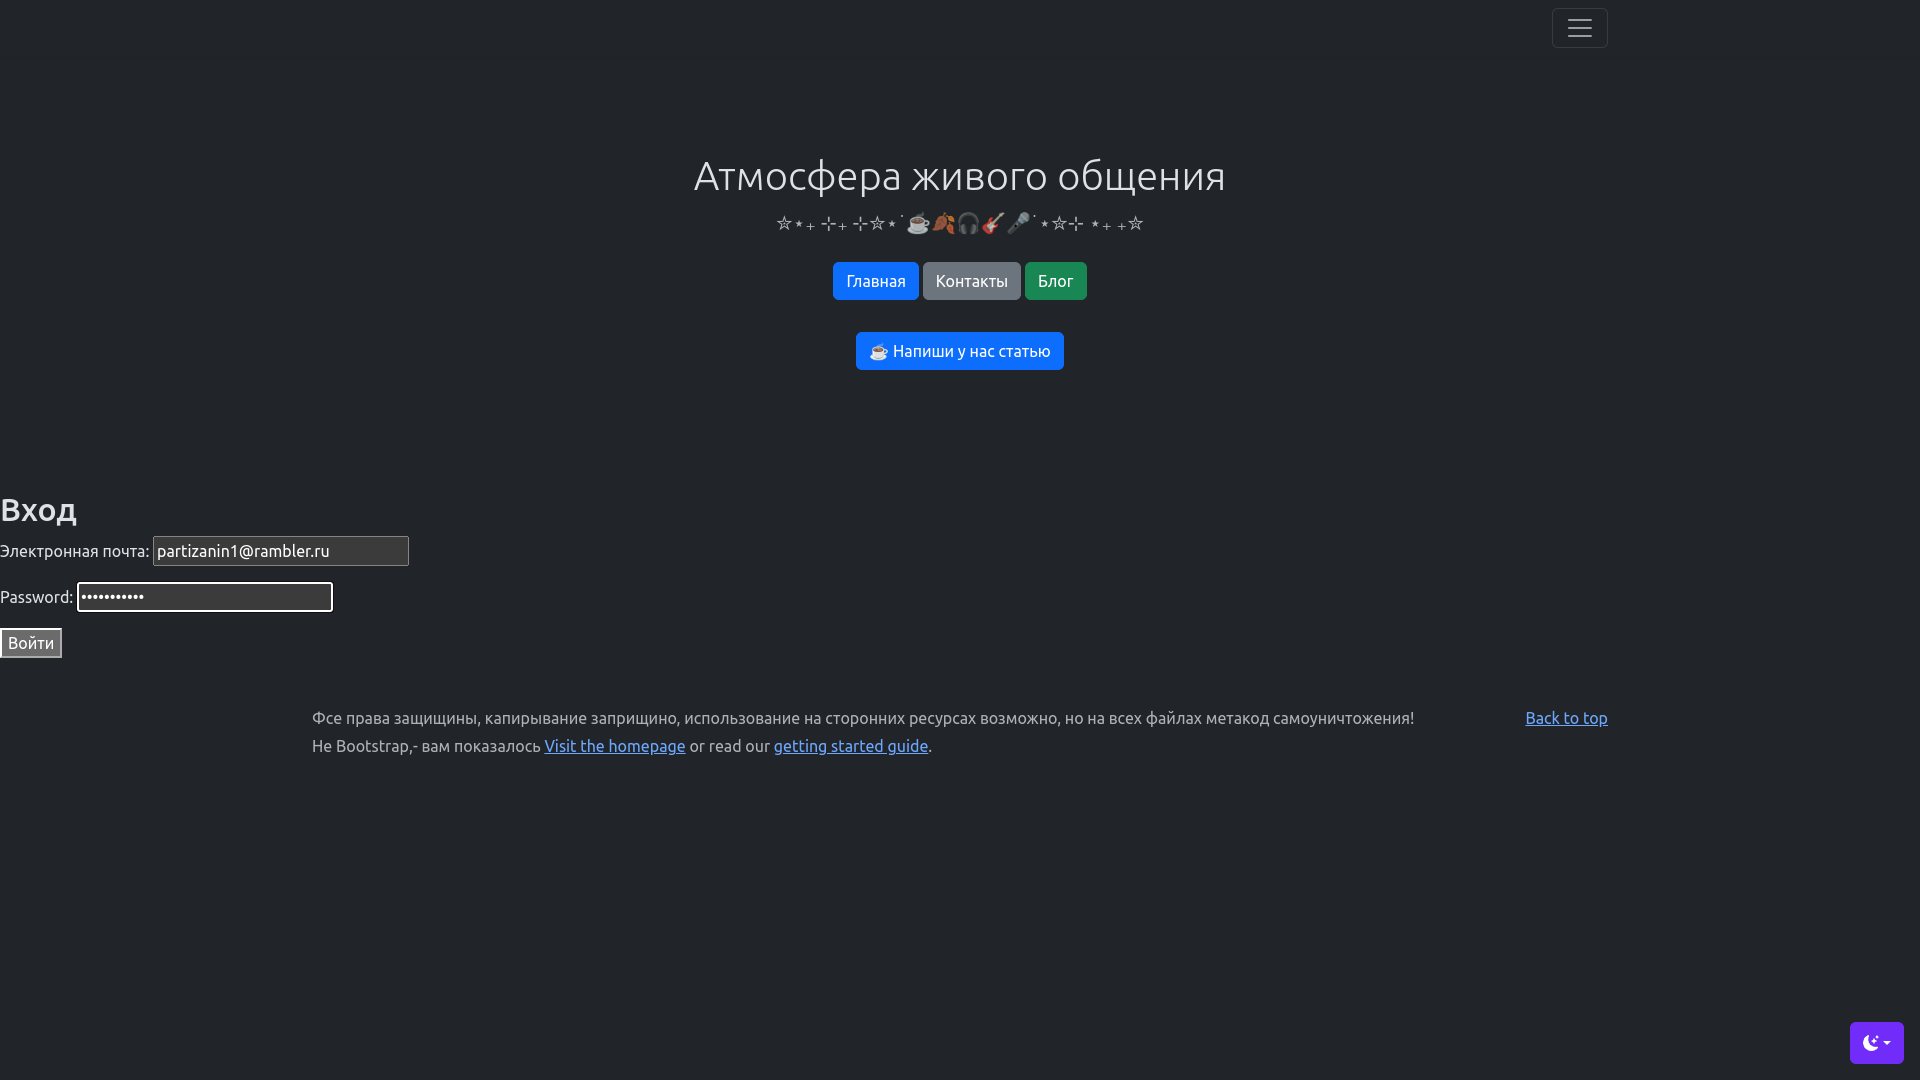 Атмосфера живого общения
✮⋆₊ ⊹₊ ⊹✮⋆˙☕🍂🎧🎸🎤˙⋆✮⊹ ⋆₊ ₊✮
Главная Контакты Блог
☕ Напиши у нас статью
Вход
Электронная почта: partizanin1@rambler.ru
Password: •••••••••••
Войти
Фсе права защищины, капирывание заприщино, использование на сторонних ресурсах возможно, но на всех файлах метакод самоуничтожения! Back to top
Не Bootstrap,- вам показалось Visit the homepage or read our getting started guide.